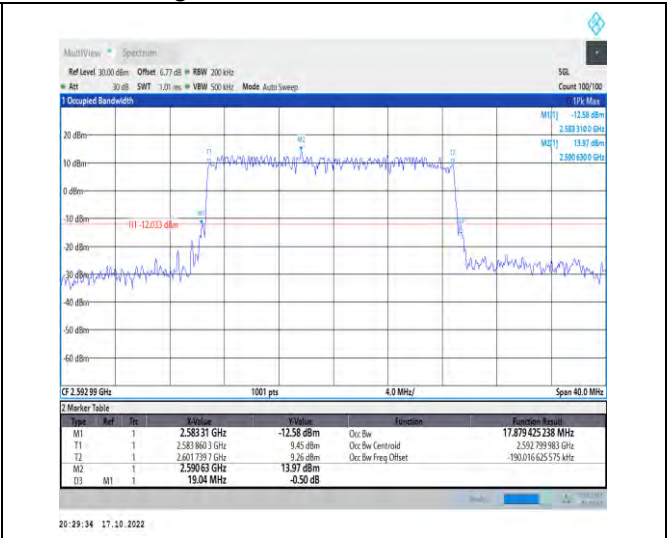 MultiView Spectrum
Ref Level 30.00 dBm Offset 6.77 dB RBW 200 kHz SGL
Att 30 dB SWT 1.01 ms VBW 500 kHz Mode Auto Sweep Count 100/100
1 Occupied Bandwidth 1Pk Max
M1[1] -12.58 dBm
2.583 310 0 GHz
20 dBm M2 M2[1] 13.97 dBm
T1 T2 2.590 630 0 GHz
10 dBm
0 dBm
-10 dBm M1
H1 -12.033 dBm
-20 dBm
-30 dBm
-40 dBm
-50 dBm
-60 dBm
CF 2.592 99 GHz 1001 pts 4.0 MHz/ Span 40.0 MHz
2 Marker Table
Type Ref Trc X-Value Y-Value Function Function Result
M1 1 2.583 31 GHz -12.58 dBm Occ Bw 17.879 425 238 MHz
T1 1 2.583 860 3 GHz 9.45 dBm Occ Bw Centroid 2.592 799 983 GHz
T2 1 2.601 739 7 GHz 9.26 dBm Occ Bw Freq Offset -190.016 625 575 kHz
M2 1 2.590 63 GHz 13.97 dBm
D3 M1 1 19.04 MHz -0.50 dB
20:29:34 17.10.2022